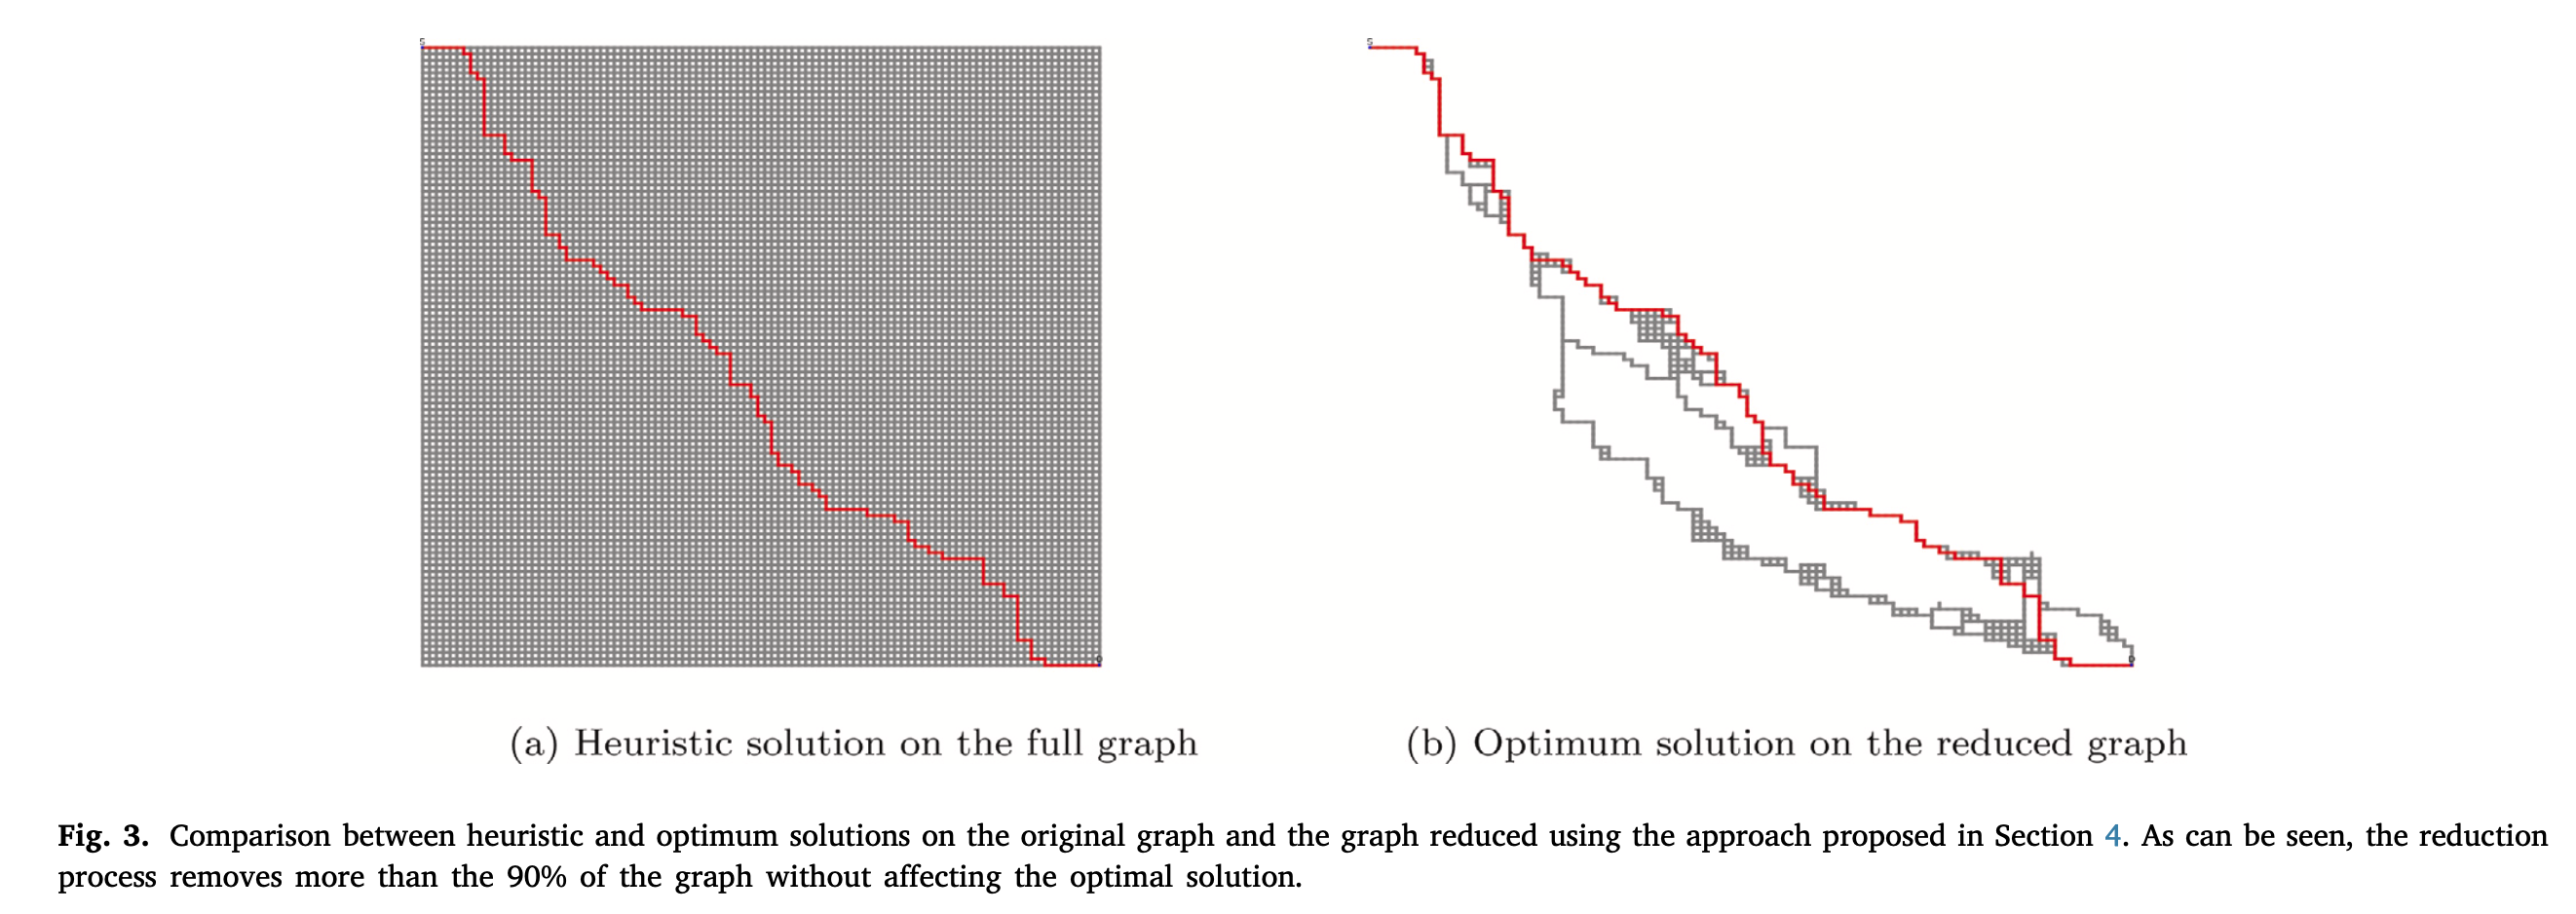 S
S
D
D
(a) Heuristic solution on the full graph
(b) Optimum solution on the reduced graph
Fig. 3. Comparison between heuristic and optimum solutions on the original graph and the graph reduced using the approach proposed in Section 4. As can be seen, the reduction
process removes more than the 90% of the graph without affecting the optimal solution.